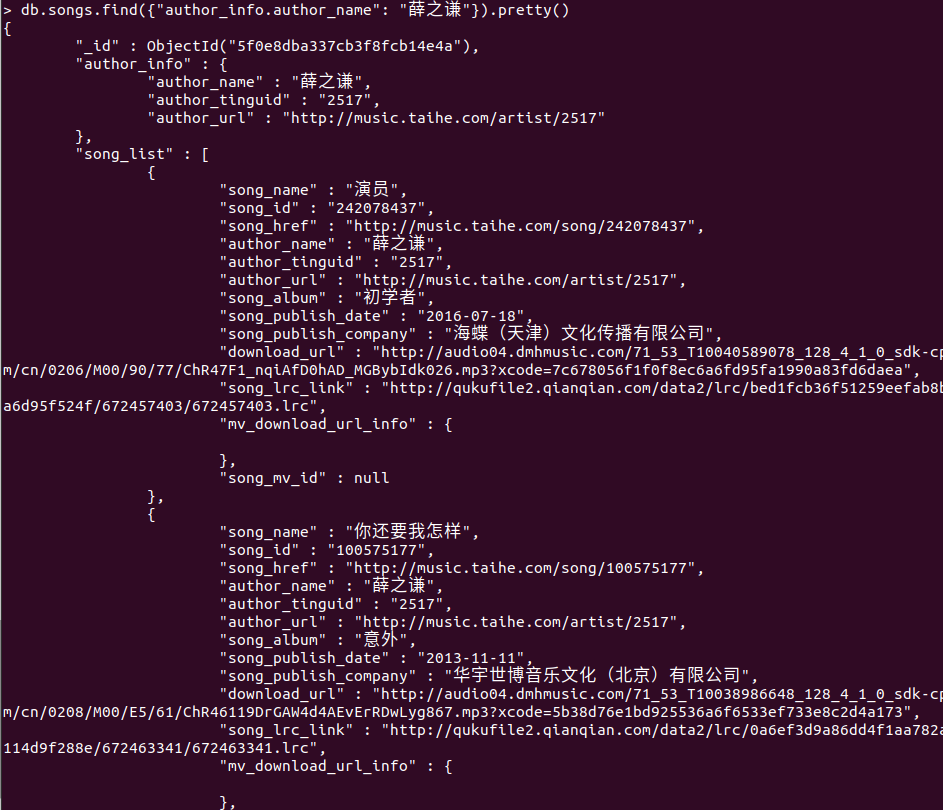 > db.songs.find({"author_info.author_name": "薛之谦"}).pretty()
{
"_id" : ObjectId("5f0e8dba337cb3f8fcb14e4a"),
"author_info" : {
"author_name" : "薛之谦",
"author_tinguid" : "2517",
"author_url" : "http://music.taihe.com/artist/2517"
},
"song_list" : [
{
"song_name" : "演员",
"song_id" : "242078437",
"song_href" : "http://music.taihe.com/song/242078437",
"author_name" : "薛之谦",
"author_tinguid" : "2517",
"author_url" : "http://music.taihe.com/artist/2517",
"song_album" : "初学者",
"song_publish_date" : "2016-07-18",
"song_publish_company" : "海蝶（天津）文化传播有限公司",
"download_url" : "http://audio04.dmhmusic.com/71_53_T10040589078_128_4_1_0_sdk-cp
m/cn/0206/M00/90/77/ChR47F1_nqiAfD0hAD_MGBybIdk026.mp3?xcode=7c678056f1f0f8ec6a6fd95fa1990a83fd6daea",
"song_lrc_link" : "http://qukufile2.qianqian.com/data2/lrc/bed1fcb36f51259eefab8b
a6d95f524f/672457403/672457403.lrc",
"mv_download_url_info" : {
},
"song_mv_id" : null
},
{
"song_name" : "你还要我怎样",
"song_id" : "100575177",
"song_href" : "http://music.taihe.com/song/100575177",
"author_name" : "薛之谦",
"author_tinguid" : "2517",
"author_url" : "http://music.taihe.com/artist/2517",
"song_album" : "意外",
"song_publish_date" : "2013-11-11",
"song_publish_company" : "华宇世博音乐文化（北京）有限公司",
"download_url" : "http://audio04.dmhmusic.com/71_53_T10038986648_128_4_1_0_sdk-cp
m/cn/0208/M00/E5/61/ChR46119DrGAW4d4AEvErRDwLyg867.mp3?xcode=5b38d76e1bd925536a6f6533ef733e8c2d4a173",
"song_lrc_link" : "http://qukufile2.qianqian.com/data2/lrc/0a6ef3d9a86dd4f1aa782a
114d9f288e/672463341/672463341.lrc",
"mv_download_url_info" : {
},